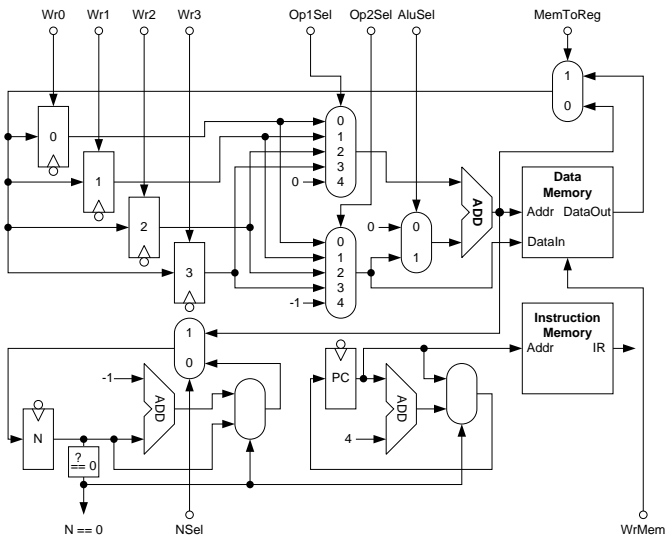 Wr0 Wr1 Wr2 Wr3 Op1Sel Op2Sel AluSel MemToReg
1
0
0
0
1
1
2
2
3
3
0
4
ADD
Data
Memory
Addr DataOut
DataIn
0
1
2
3
-1
4
0
0
1
Instruction
Memory
Addr IR
1
0
-1
ADD
N
?
== 0
PC
ADD
4
N == 0 NSel WrMem